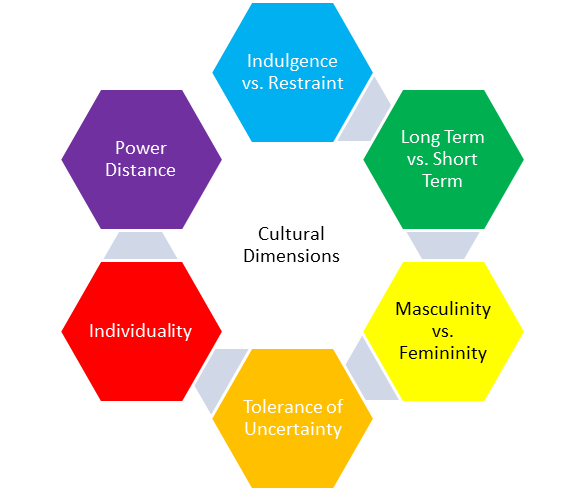 Indulgence
vs. Restraint
Long Term
vs. Short
Term
Masculinity
vs.
Femininity
Tolerance of
Uncertainty
Individuality
Power
Distance
Cultural
Dimensions